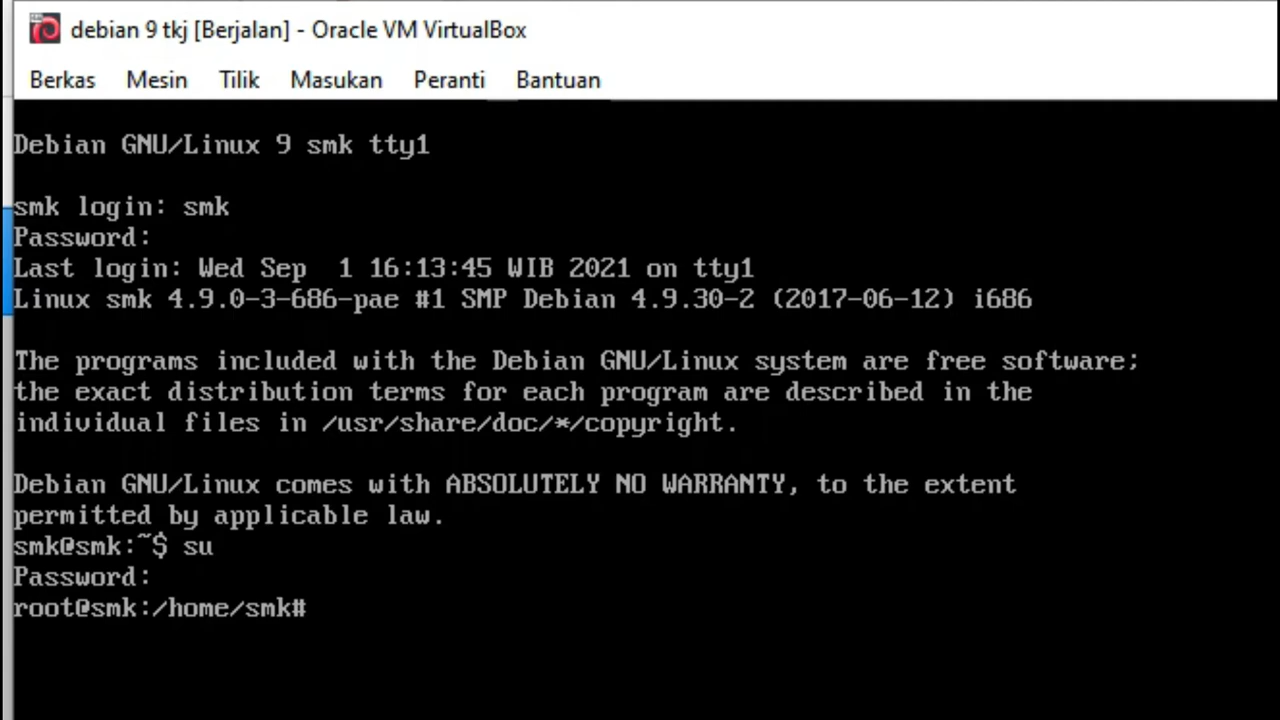 debian 9 tkj [Berjalan] - Oracle VM VirtualBox
Berkas Mesin Tilik Masukan Peranti Bantuan
Debian GNU/Linux 9 smk tty1
smk login: smk
Password:
Last login: Wed Sep  1 16:13:45 WIB 2021 on tty1
Linux smk 4.9.0-3-686-pae #1 SMP Debian 4.9.30-2 (2017-06-12) i686
The programs included with the Debian GNU/Linux system are free software;
the exact distribution terms for each program are described in the
individual files in /usr/share/doc/*/copyright.
Debian GNU/Linux comes with ABSOLUTELY NO WARRANTY, to the extent
permitted by applicable law.
smk@smk:~$ su
Password:
root@smk:/home/smk#